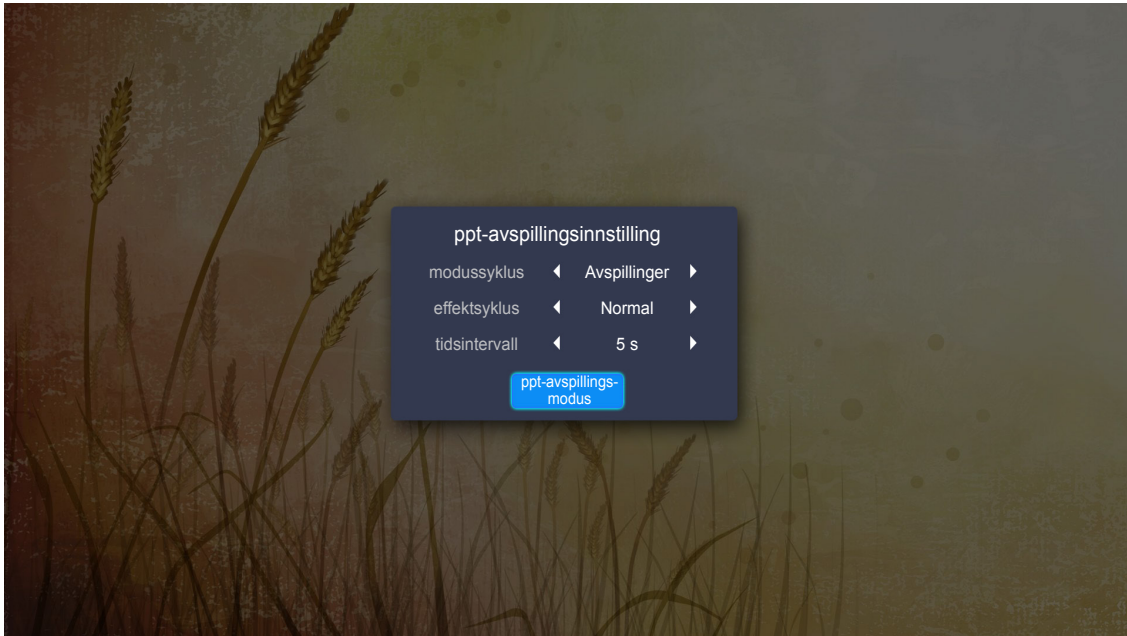 ppt-avspillingsinnstilling
modussyklus Avspillinger
effektsyklus Normal
tidsintervall 5 s
ppt-avspillings-
modus